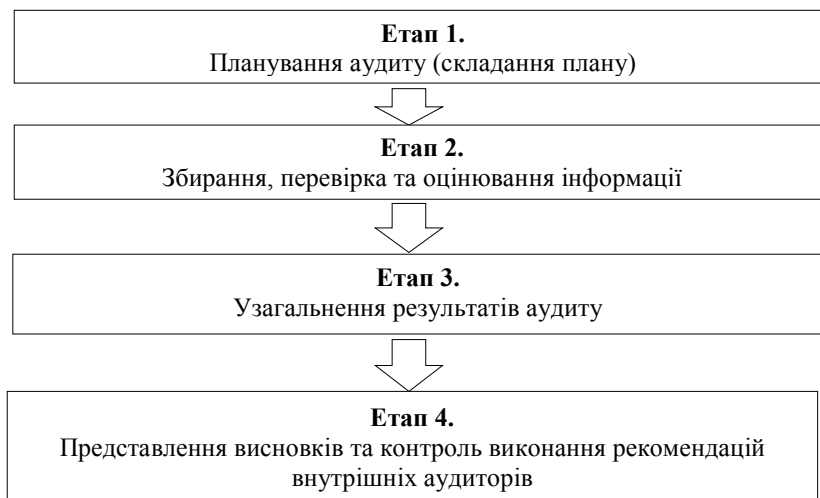 Етап 1.
Планування аудиту (складання плану)
Етап 2.
Збирання, перевірка та оцінювання інформації
Етап 3.
Узагальнення результатів аудиту
Етап 4.
Представлення висновків та контроль виконання рекомендацій
внутрішніх аудиторів